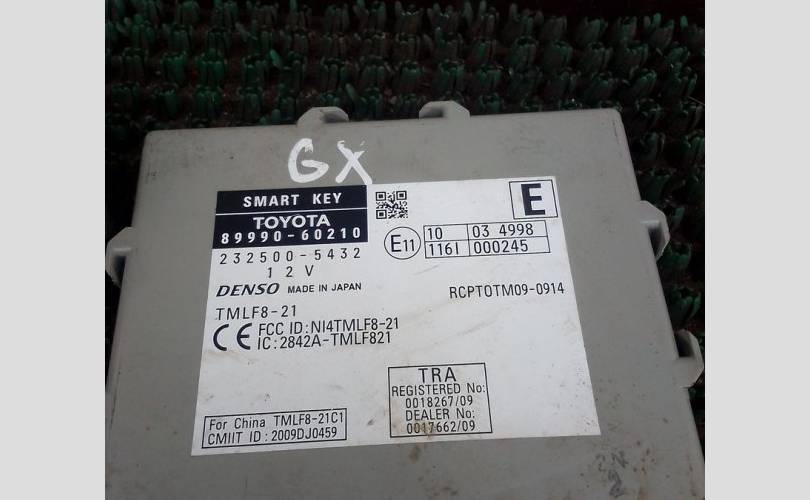 GX
SMART KEY
TOYOTA
89990-60210
232500-5432
12V
DENSO MADE IN JAPAN
TMLF8-21
CE FCC ID:NI4TMLF8-21
IC:2842A-TMLF821
E
E11
10 03 4998
116I 000245
RCPTOTM09-0914
TRA
REGISTERED No:
0018267/09
DEALER No:
0017662/09
For China TMLF8-21C1
CMIIT ID:2009DJ0459